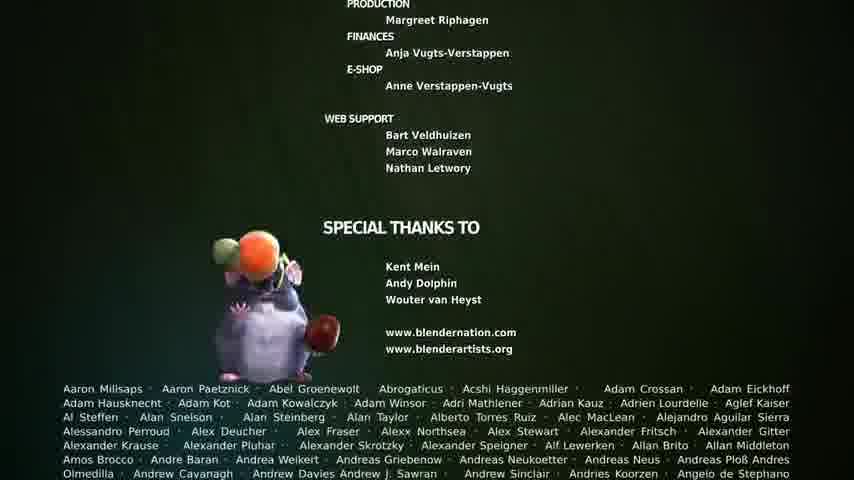 PRODUCTION
Margreet Riphagen
FINANCES
Anja Vugts-Verstappen
E-SHOP
Anne Verstappen-Vugts
WEB SUPPORT
Bart Veldhuizen
Marco Walraven
Nathan Letwory
SPECIAL THANKS TO
Kent Mein
Andy Dolphin
Wouter van Heyst
www.blendernation.com
www.blenderartists.org
Aaron Milisaps · Aaron Paetznick · Abel Groenewolt Abrogaticus · Acshi Haggenmiller · Adam Crossan · Adam Eickhoff
Adam Hausknecht · Adam Kot · Adam Kowalczyk · Adam Winsor · Adri Mathlener · Adrian Kauz · Adrien Lourdelle · Aglef Kaiser
Al Steffen · Alan Snelson · Alan Steinberg · Alan Taylor · Alberto Torres Ruiz · Alec MacLean · Alejandro Aguilar Sierra
Alessandro Perroud · Alex Deucher · Alex Fraser · Alexx Northsea · Alex Stewart · Alexander Fritsch · Alexander Gitter
Alexander Krause · Alexander Pluhar · Alexander Skrotzky · Alexander Speigner · Alf Lewerken · Allan Brito · Allan Middleton
Amos Brocco · Andre Baran · Andrea Weikert · Andreas Griebenow · Andreas Neukoetter · Andreas Neus · Andreas Ploß Andres
Olmedilla · Andrew Cavanagh · Andrew Davies Andrew J. Sawran · Andrew Sinclair · Andries Koorzen · Angelo de Stephano